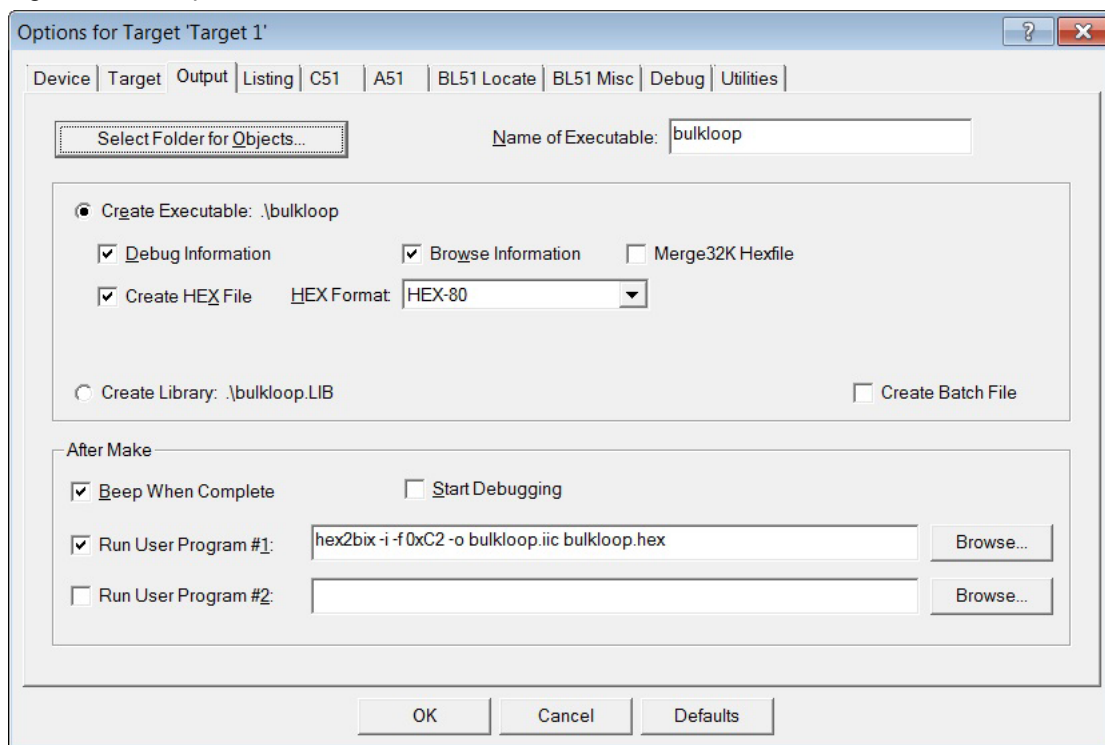 Options for Target 'Target 1'
Device Target Output Listing C51 A51 BL51 Locate BL51 Misc Debug Utilities
Select Folder for Objects... Name of Executable: bulkloop
Create Executable: .\bulkloop
Debug Information Browse Information Merge32K Hexfile
Create HEX File HEX Format: HEX-80
Create Library: .\bulkloop.LIB Create Batch File
After Make
Beep When Complete Start Debugging
Run User Program #1: hex2bix -i -f 0xC2 -o bulkloop.iic bulkloop.hex Browse...
Run User Program #2: Browse...
OK Cancel Defaults